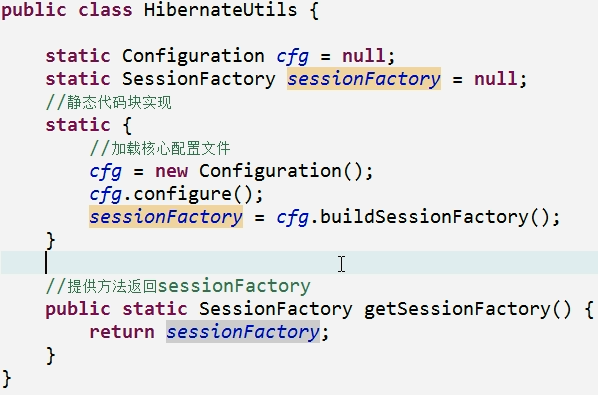 public class HibernateUtils {
static Configuration cfg = null;
static SessionFactory sessionFactory = null;
//静态代码块实现
static {
//加载核心配置文件
cfg = new Configuration();
cfg.configure();
sessionFactory = cfg.buildSessionFactory();
}
//提供方法返回sessionFactory
public static SessionFactory getSessionFactory() {
return sessionFactory;
}
}